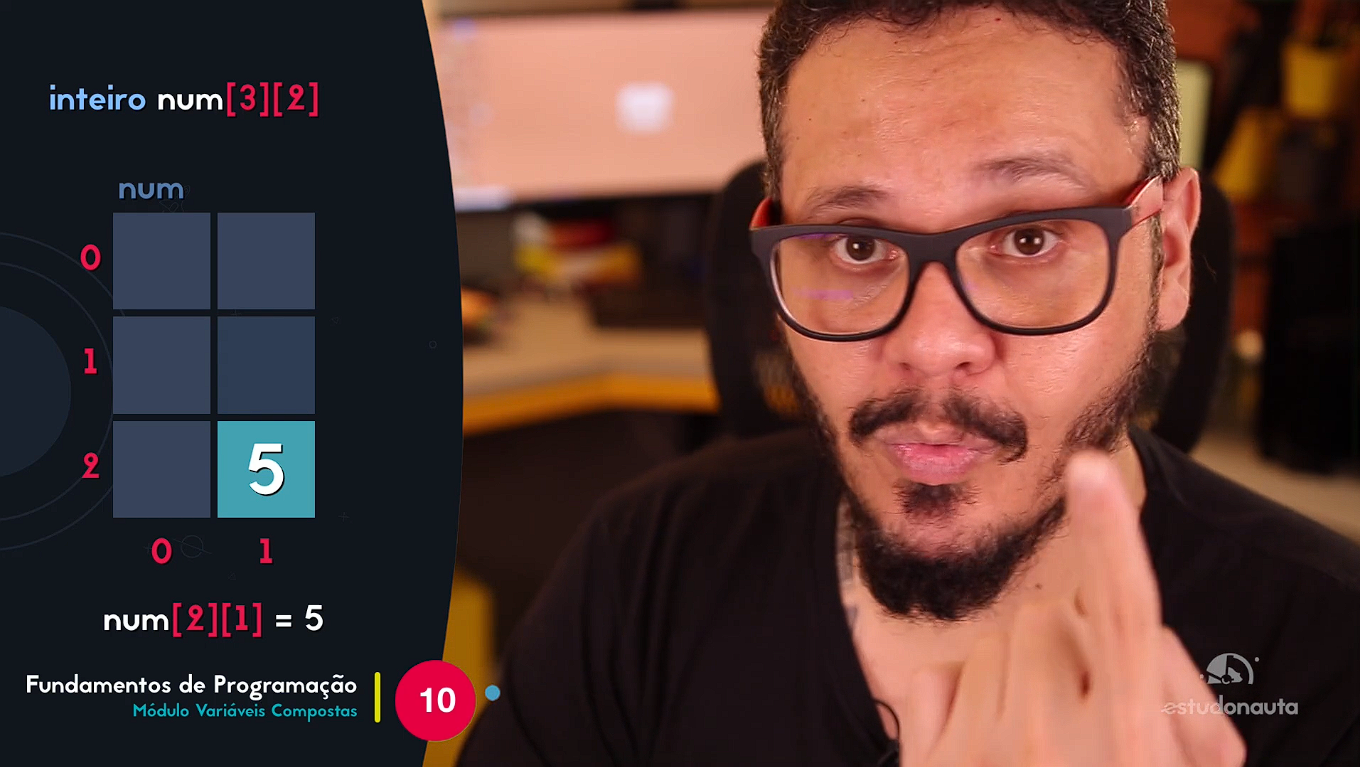 inteiro num[3][2]
num
0
1
2
5
0 1
num[2][1] = 5
Fundamentos de Programação
Módulo Variáveis Compostas
10
estudonauta